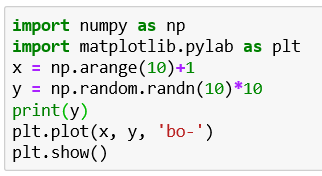 import numpy as np
import matplotlib.pylab as plt
x = np.arange(10)+1
y = np.random.randn(10)*10
print(y)
plt.plot(x, y, 'bo-')
plt.show()